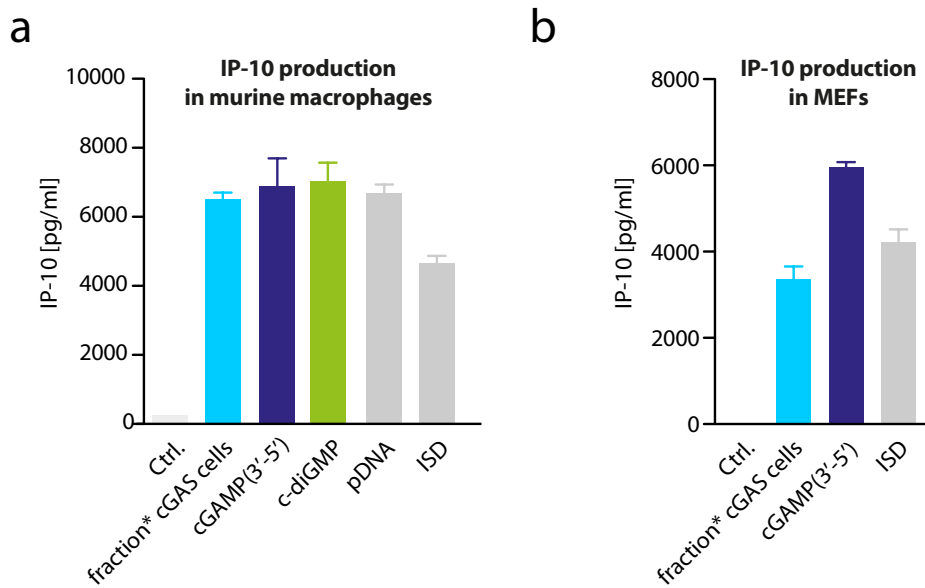 a
IP-10 production
in murine macrophages
IP-10 [pg/ml]
10000
8000
6000
4000
2000
0
Ctrl.
fraction* cGAS cells
cGAMP(3′-5′)
c-diGMP
pDNA
ISD
b
IP-10 production
in MEFs
IP-10 [pg/ml]
8000
6000
4000
2000
0
fraction* cGAS cells
Ctrl.
cGAMP(3′-5′)
ISD